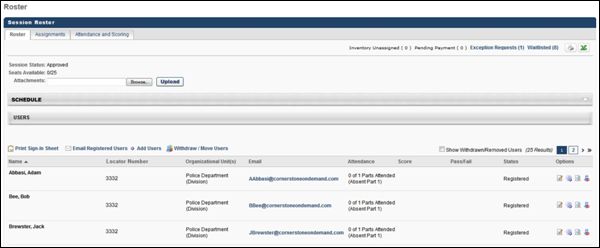 Roster
Session Roster
Roster Assignments Attendance and Scoring
Inventory Unassigned ( 0 ) Pending Payment ( 0 ) Exception Requests (1) Waitlisted (8)
Session Status: Approved
Seats Available: 0/25
Attachments: Browse... Upload
SCHEDULE
USERS
Print Sign-in Sheet Email Registered Users Add Users Withdraw / Move Users Show Withdrawn/Removed Users (25 Results) 1 2 > »
Name ▲ Locator Number Organizational Unit(s) Email Attendance Score Pass/Fail Status Options
Abbasi, Adam 3332 Police Department (Division) AAbbasi@cornerstoneondemand.com 0 of 1 Parts Attended (Absent Part 1) Registered
Bee, Bob 3332 Police Department (Division) BBee@cornerstoneondemand.com 0 of 1 Parts Attended (Absent Part 1) Registered
Brewster, Jack 3332 Police Department (Division) JBrewster@cornerstoneondemand.com 0 of 1 Parts Attended (Absent Part 1) Registered